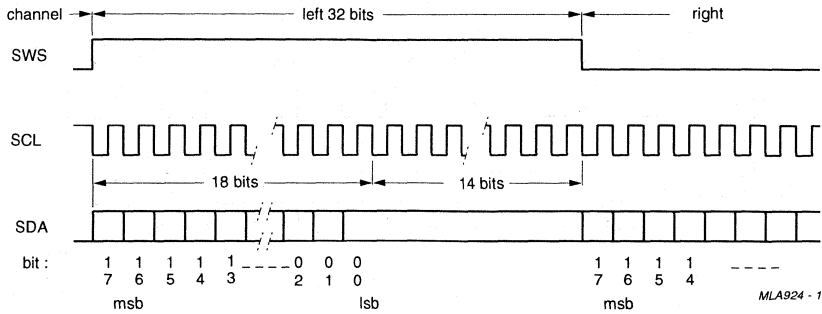 channel left 32 bits right
SWS
SCL
18 bits 14 bits
SDA
bit : 1 1 1 1 1 0 0 0 1 1 1 1
7 6 5 4 3 2 1 0 7 6 5 4
msb lsb msb
MLA924 - 1